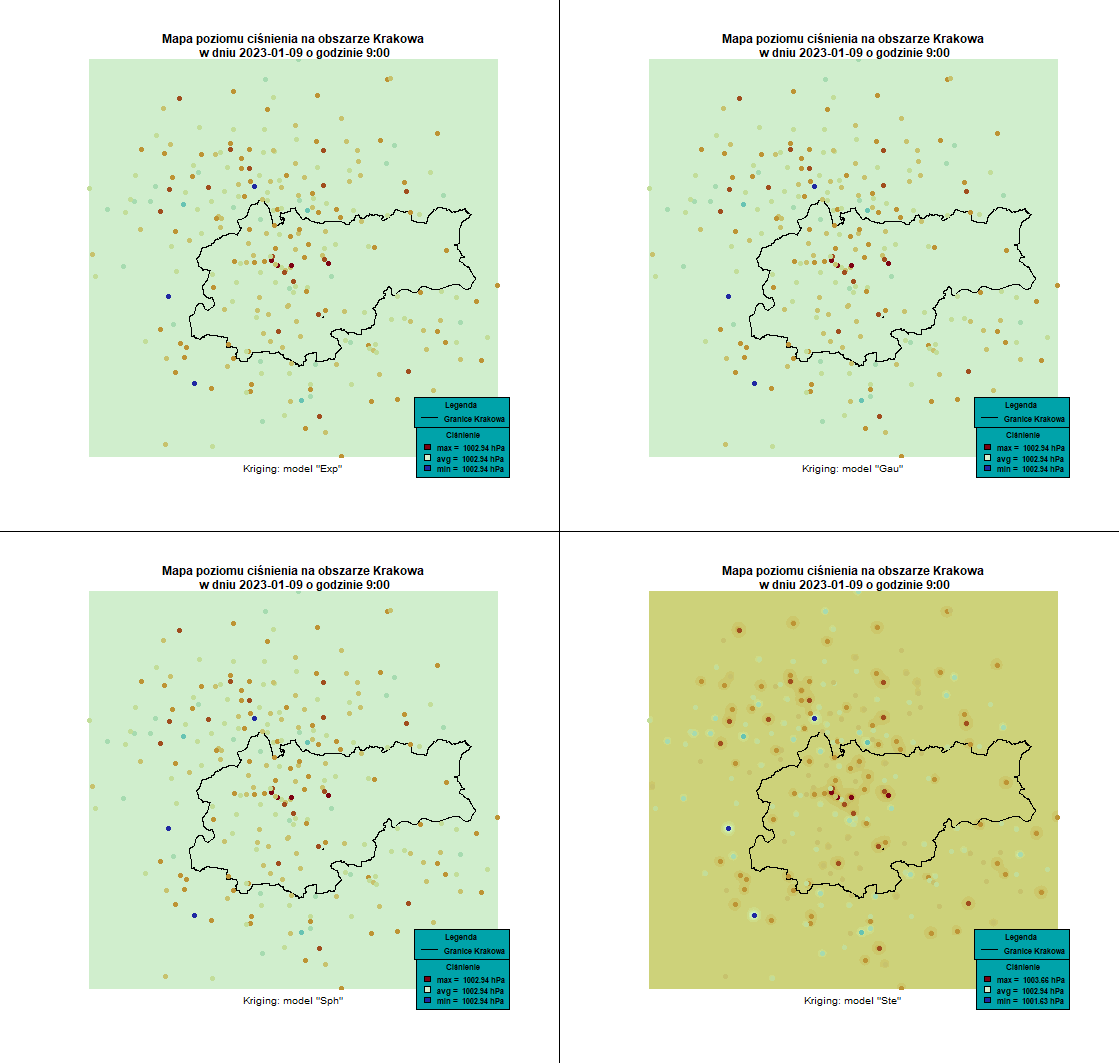 Mapa poziomu ciśnienia na obszarze Krakowa
w dniu 2023-01-09 o godzinie 9:00
Legenda
Granice Krakowa
Ciśnienie
max = 1002.94 hPa
avg = 1002.94 hPa
min = 1002.94 hPa
Kriging: model "Exp"
Mapa poziomu ciśnienia na obszarze Krakowa
w dniu 2023-01-09 o godzinie 9:00
Legenda
Granice Krakowa
Ciśnienie
max = 1002.94 hPa
avg = 1002.94 hPa
min = 1002.94 hPa
Kriging: model "Gau"
Mapa poziomu ciśnienia na obszarze Krakowa
w dniu 2023-01-09 o godzinie 9:00
Legenda
Granice Krakowa
Ciśnienie
max = 1002.94 hPa
avg = 1002.94 hPa
min = 1002.94 hPa
Kriging: model "Sph"
Mapa poziomu ciśnienia na obszarze Krakowa
w dniu 2023-01-09 o godzinie 9:00
Legenda
Granice Krakowa
Ciśnienie
max = 1003.66 hPa
avg = 1002.94 hPa
min = 1001.63 hPa
Kriging: model "Ste"